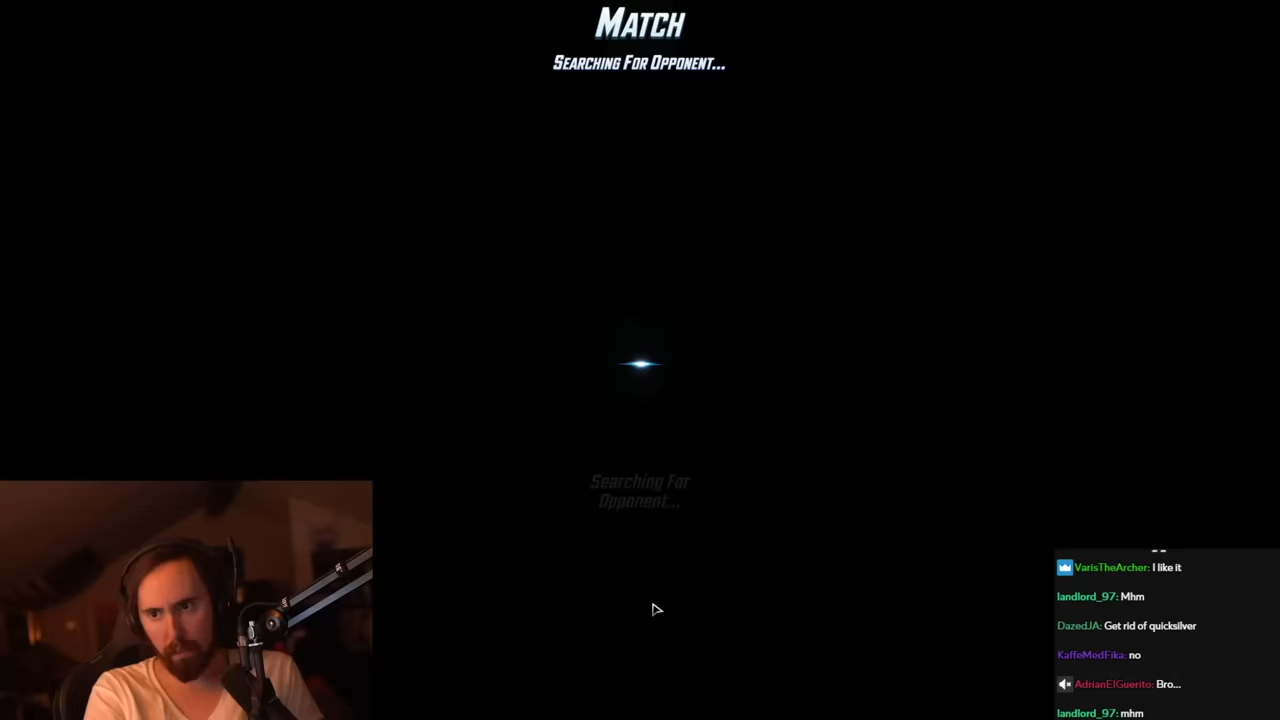 MATCH
SEARCHING FOR OPPONENT...
Searching For
Opponent...
VarisTheArcher: I like it
landlord_97: Mhm
DazedJA: Get rid of quicksilver
KaffeMedFika: no
AdrianElGuerito: Bro...
landlord_97: mhm